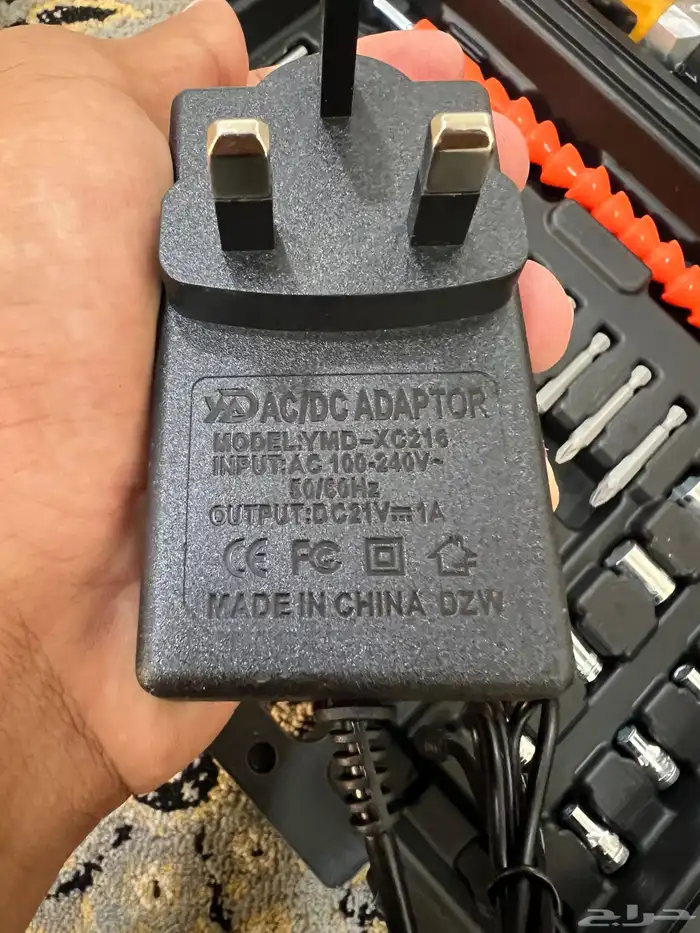 YD AC/DC ADAPTOR
MODEL:YMD-XC216
INPUT:AC 100-240V~
50/60Hz
OUTPUT:DC21V⎓1A
CE FC
MADE IN CHINA DZW
حراج